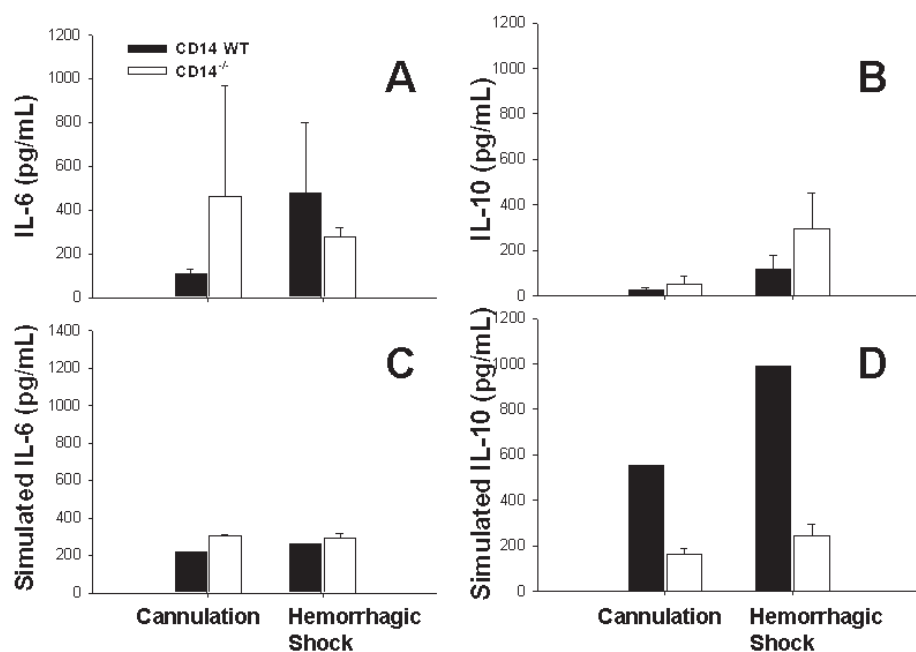 CD14 WT
CD14-/-
A
IL-6 (pg/mL)
1200
1000
800
600
400
200
0
B
IL-10 (pg/mL)
1200
1000
800
600
400
200
0
C
Simulated IL-6 (pg/mL)
1400
1200
1000
800
600
400
200
0
Cannulation
Hemorrhagic
Shock
D
Simulated IL-10 (pg/mL)
1200
1000
800
600
400
200
0
Cannulation
Hemorrhagic
Shock